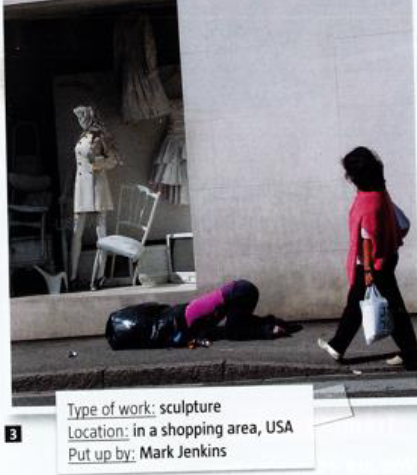 3
Type of work: sculpture
Location: in a shopping area, USA
Put up by: Mark Jenkins